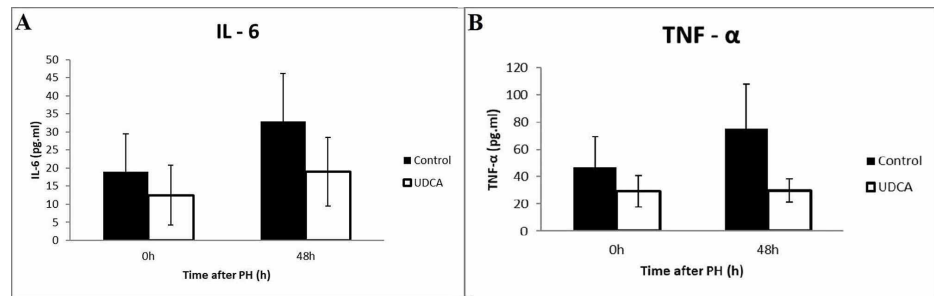 A
IL - 6
IL-6 (pg.ml)
50
45
40
35
30
25
20
15
10
5
0
0h
48h
Time after PH (h)
Control
UDCA
B
TNF - α
TNF-α (pg.ml)
120
100
80
60
40
20
0
0h
48h
Time after PH (h)
Control
UDCA